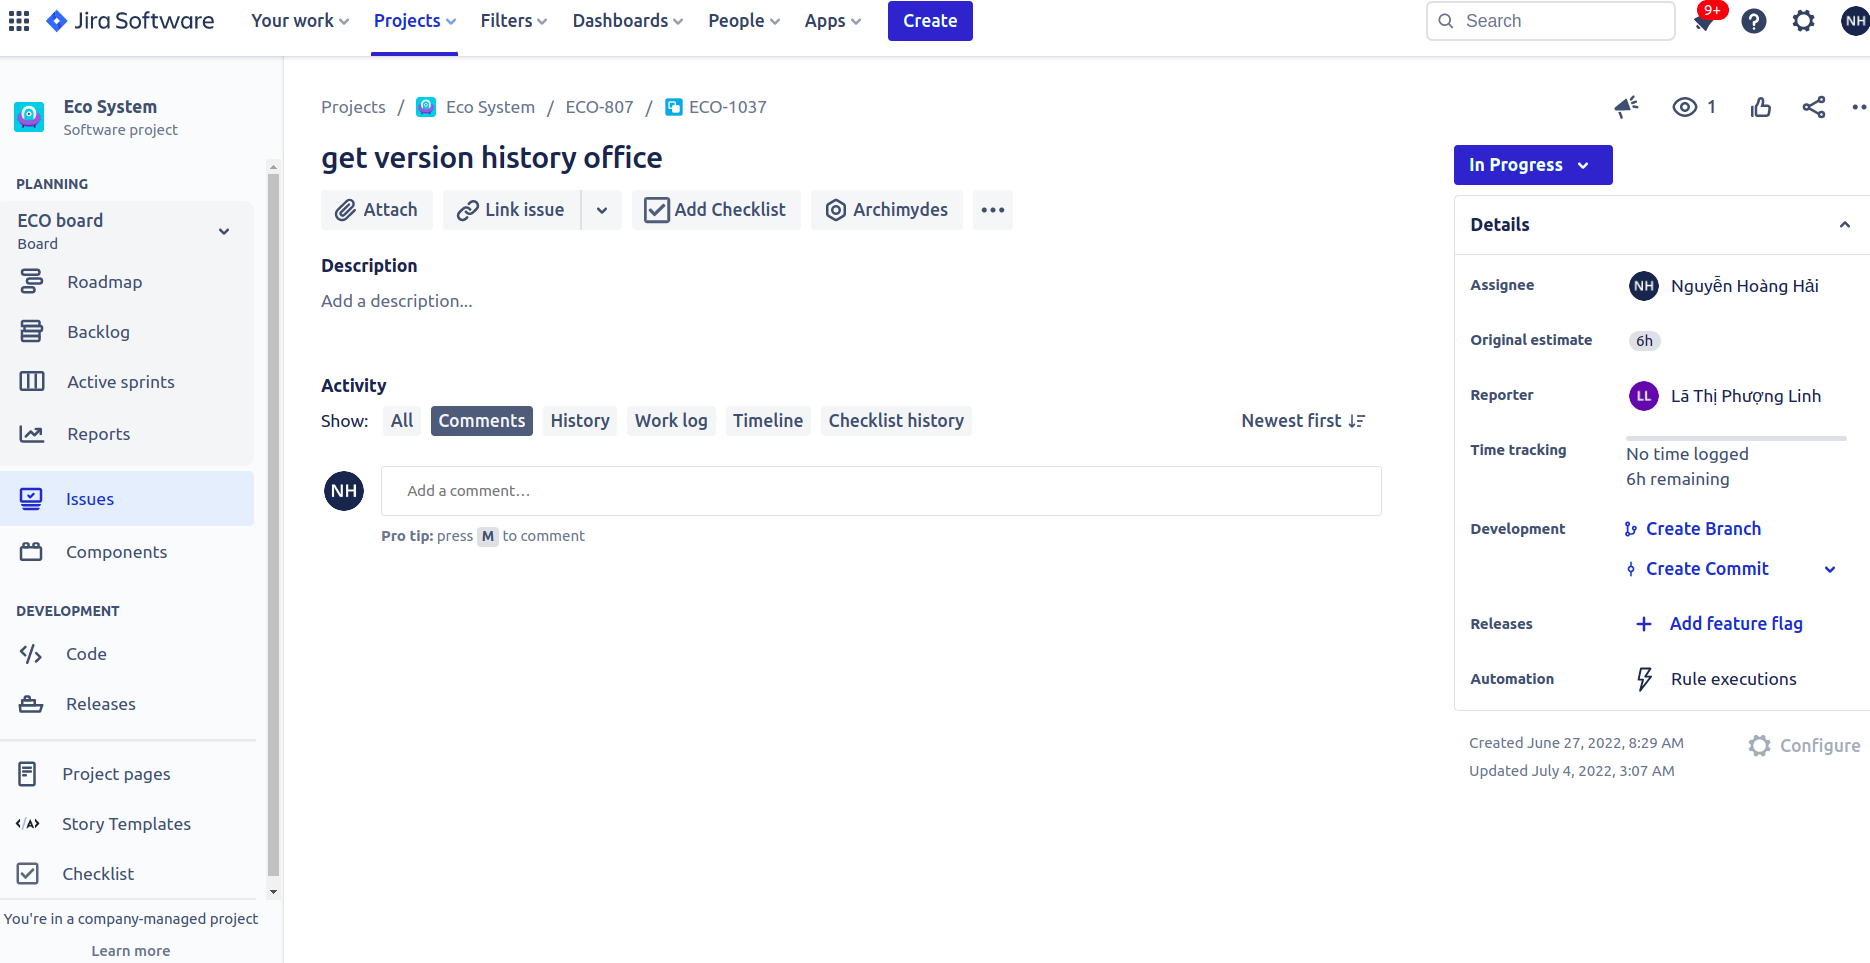 Jira Software Your work Projects Filters Dashboards People Apps Create Search 9+ NH
Eco System
Software project
PLANNING
ECO board
Board
Roadmap
Backlog
Active sprints
Reports
Issues
Components
DEVELOPMENT
Code
Releases
Project pages
Story Templates
Checklist
You're in a company-managed project
Learn more
Projects / Eco System / ECO-807 / ECO-1037
1
get version history office
Attach Link issue Add Checklist Archimydes
Description
Add a description...
Activity
Show: All Comments History Work log Timeline Checklist history Newest first
NH Add a comment...
Pro tip: press M to comment
In Progress
Details
Assignee NH Nguyễn Hoàng Hải
Original estimate 6h
Reporter LL Lã Thị Phượng Linh
Time tracking No time logged
6h remaining
Development Create Branch
Create Commit
Releases Add feature flag
Automation Rule executions
Created June 27, 2022, 8:29 AM
Configure
Updated July 4, 2022, 3:07 AM